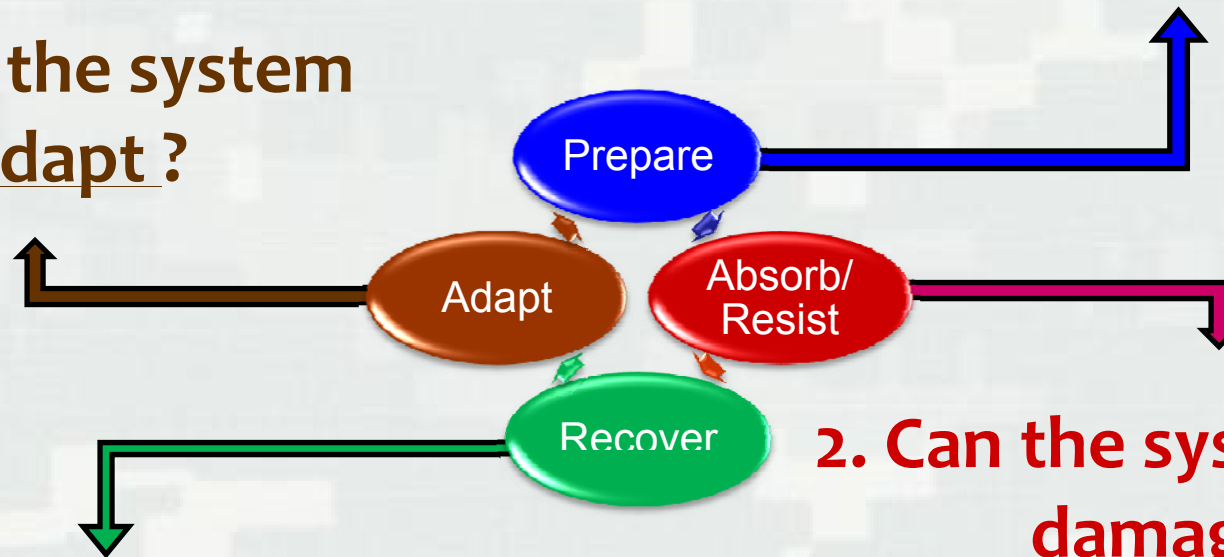 the system
dapt ?
Prepare
Adapt
Absorb/
Resist
Recover
2. Can the sys
damag